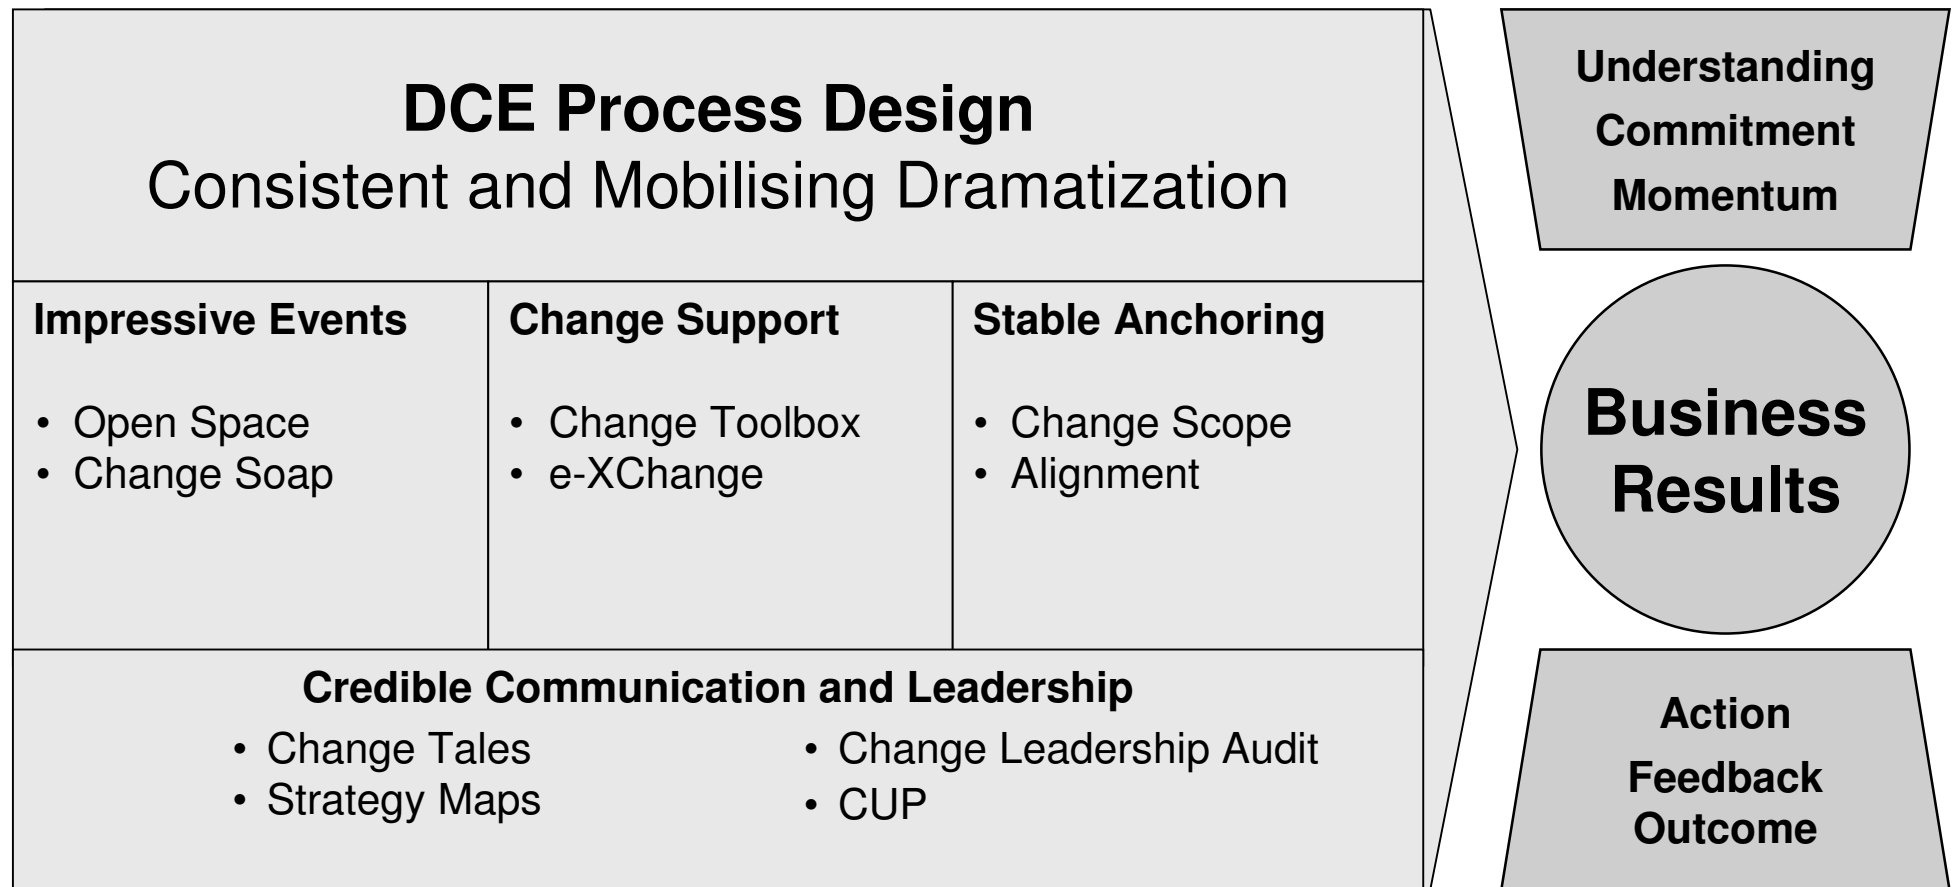 DCE Process Design
Consistent and Mobilising Dramatization
Impressive Events
• Open Space
• Change Soap
Change Support
• Change Toolbox
• e-XChange
Stable Anchoring
• Change Scope
• Alignment
Credible Communication and Leadership
• Change Tales
• Strategy Maps
• Change Leadership Audit
• CUP
Understanding
Commitment
Momentum
Business
Results
Action
Feedback
Outcome